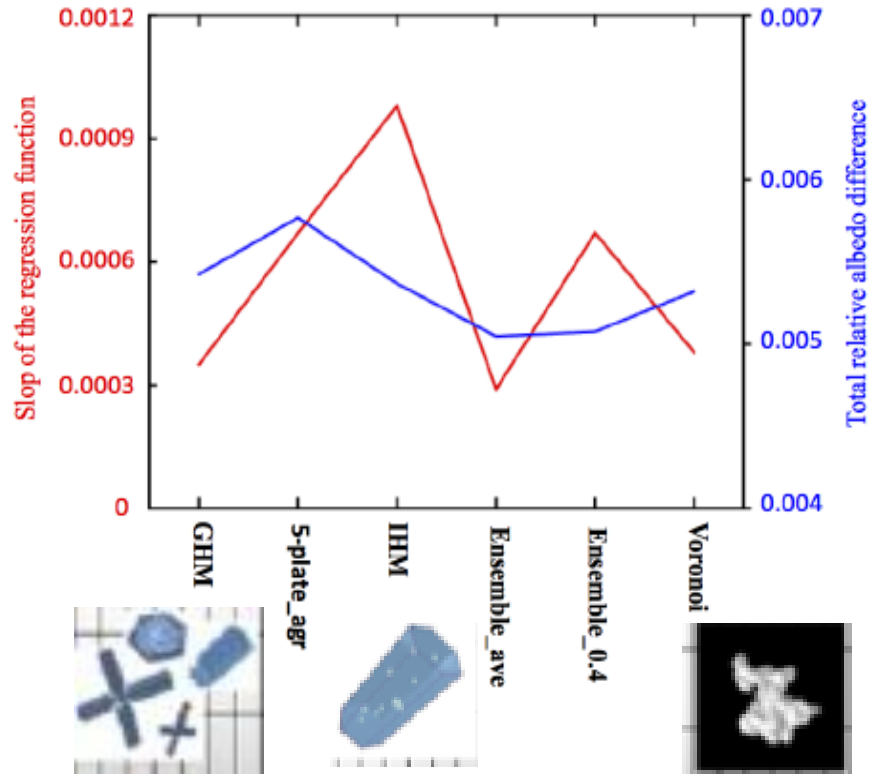 0.0012
0.0009
0.0006
0.0003
0
Slop of the regression function
0.007
0.006
0.005
0.004
Total relative albedo difference
GHM
5-plate_agr
IHM
Ensemble_ave
Ensemble_0.4
Voronoi